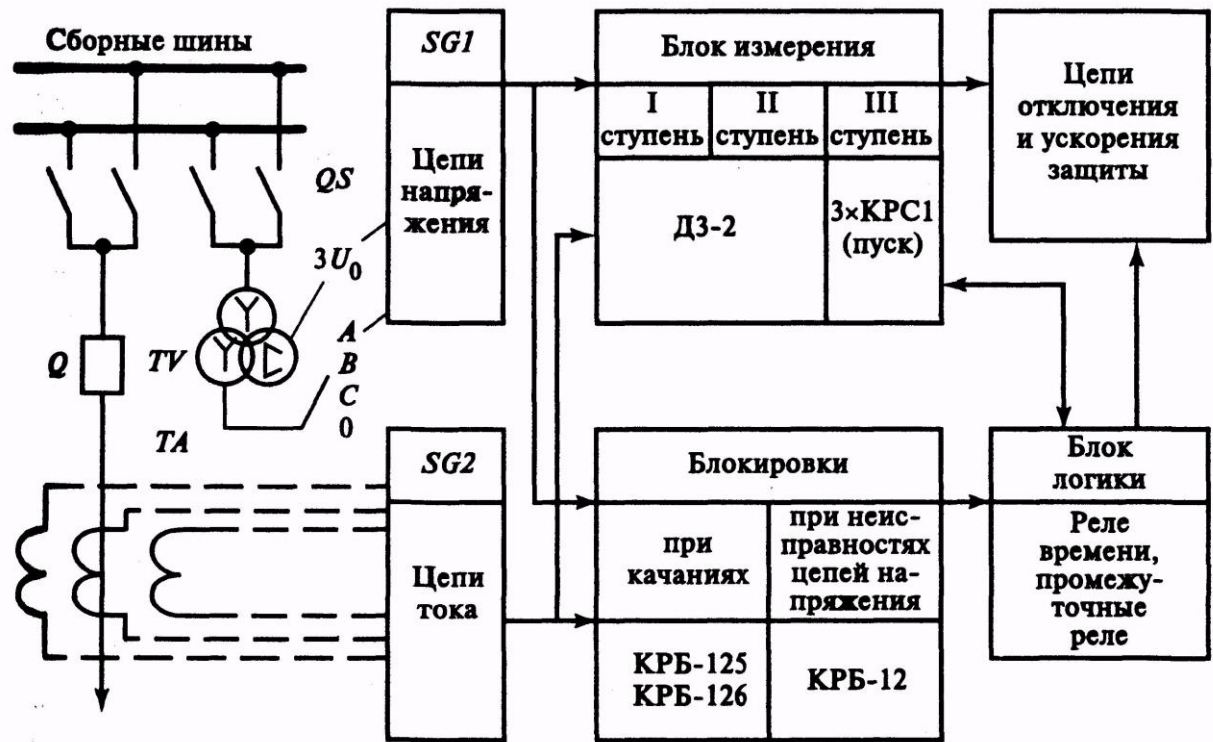 Сборные шины
QS
3U0
Q
TV
A
B
C
0
TA
SG1
Цепи
напря-
жения
SG2
Цепи
тока
Блок измерения
I
ступень
II
ступень
III
ступень
ДЗ-2
3×КРС1
(пуск)
Цепи
отключения
и ускорения
защиты
Блокировки
при
качаниях
при неис-
правностях
цепей на-
пряжения
КРБ-125
КРБ-126
КРБ-12
Блок
логики
Реле
времени,
промежу-
точные
реле